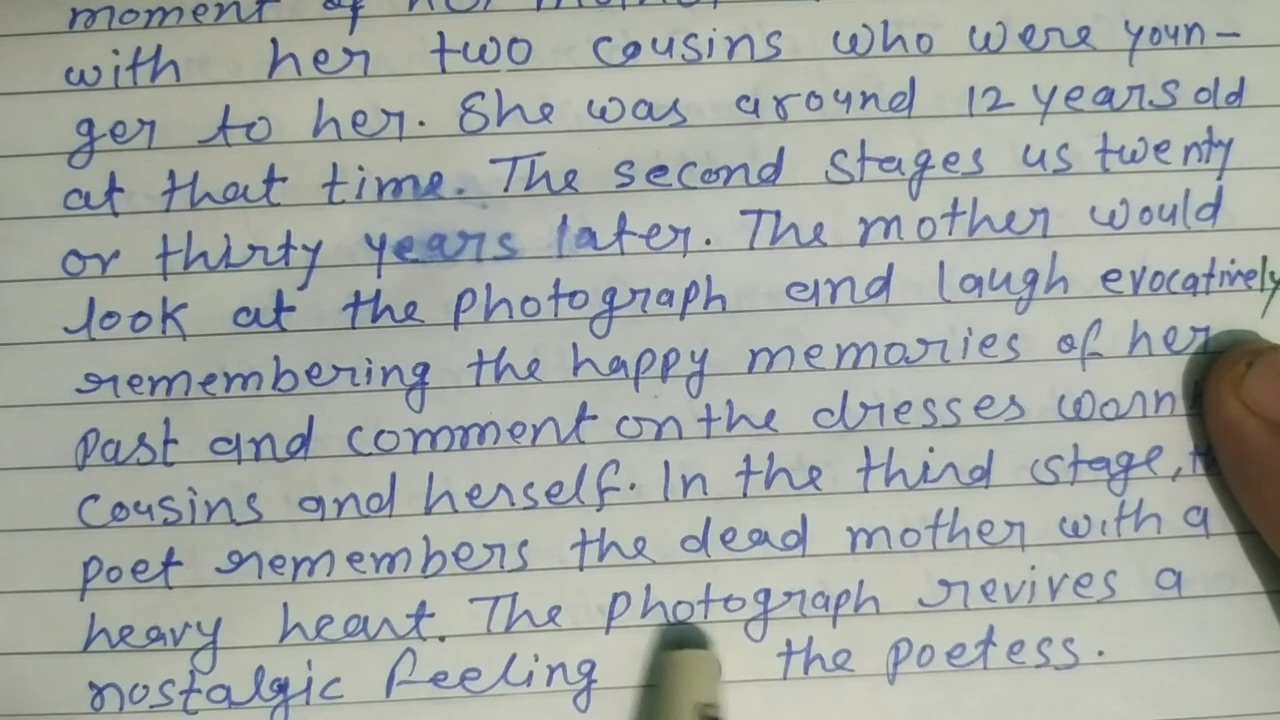 moment of
with her two cousins who were youn-
ger to her. She was around 12 years old
at that time. The second stages us twenty
or thirty years later. The mother would
look at the photograph and laugh evocatively
remembering the happy memories of her
past and comment on the dresses worn
cousins and herself. In the third stage,
poet remembers the dead mother with a
heavy heart. The photograph revives a
nostalgic feeling the poetess.